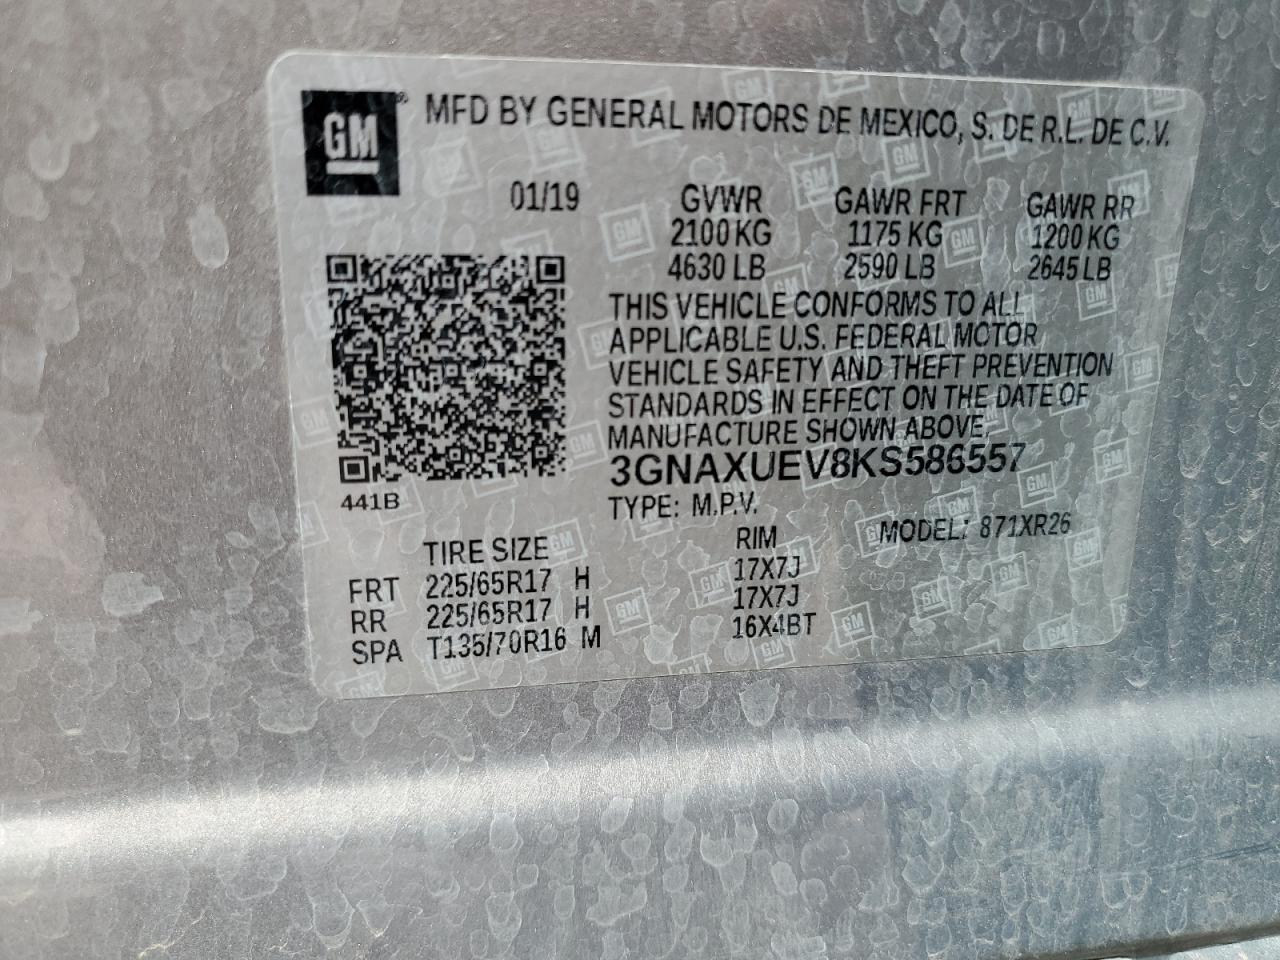 GM® MFD BY GENERAL MOTORS DE MEXICO, S. DE R.L. DE C.V.
01/19 GVWR GAWR FRT GAWR RR
2100 KG 1175 KG 1200 KG
4630 LB 2590 LB 2645 LB
THIS VEHICLE CONFORMS TO ALL
APPLICABLE U.S. FEDERAL MOTOR
VEHICLE SAFETY AND THEFT PREVENTION
STANDARDS IN EFFECT ON THE DATE OF
MANUFACTURE SHOWN ABOVE.
3GNAXUEV8KS586557
441B TYPE: M.P.V.
MODEL: 871XR26
TIRE SIZE RIM
FRT 225/65R17 H 17X7J
RR 225/65R17 H 17X7J
SPA T135/70R16 M 16X4BT